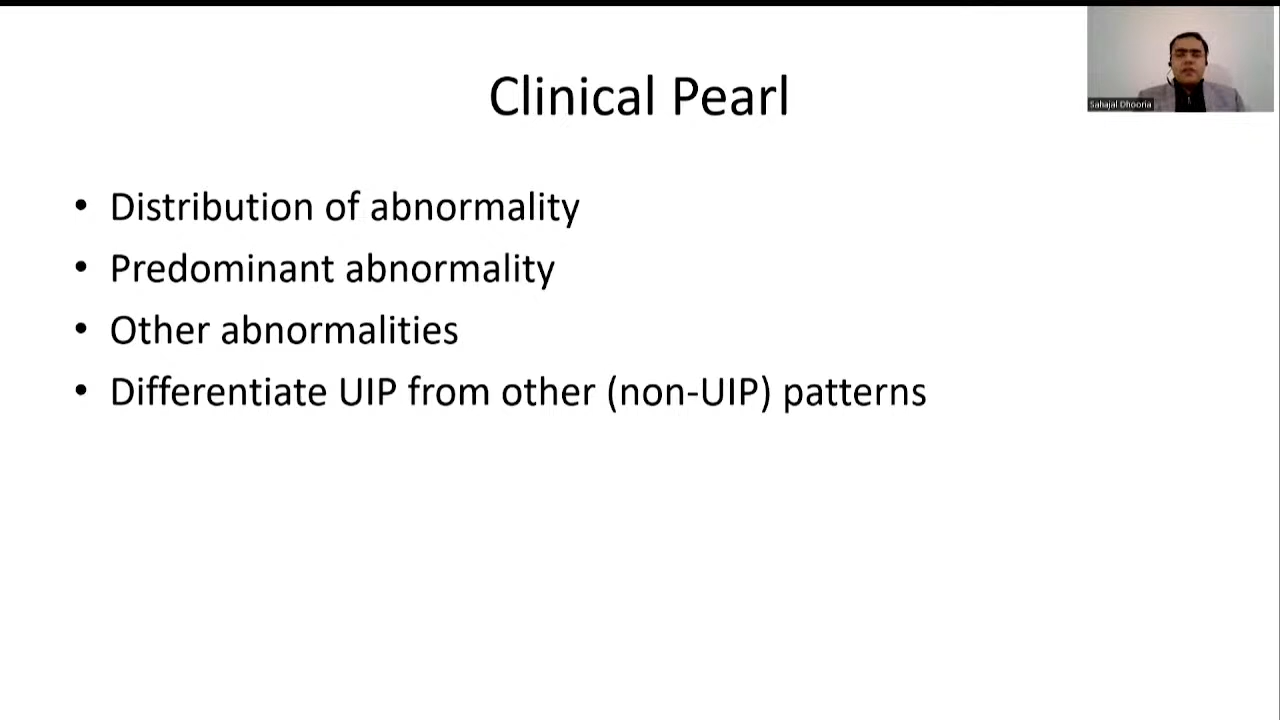 Clinical Pearl
Sahajal Dhooria
• Distribution of abnormality
• Predominant abnormality
• Other abnormalities
• Differentiate UIP from other (non-UIP) patterns